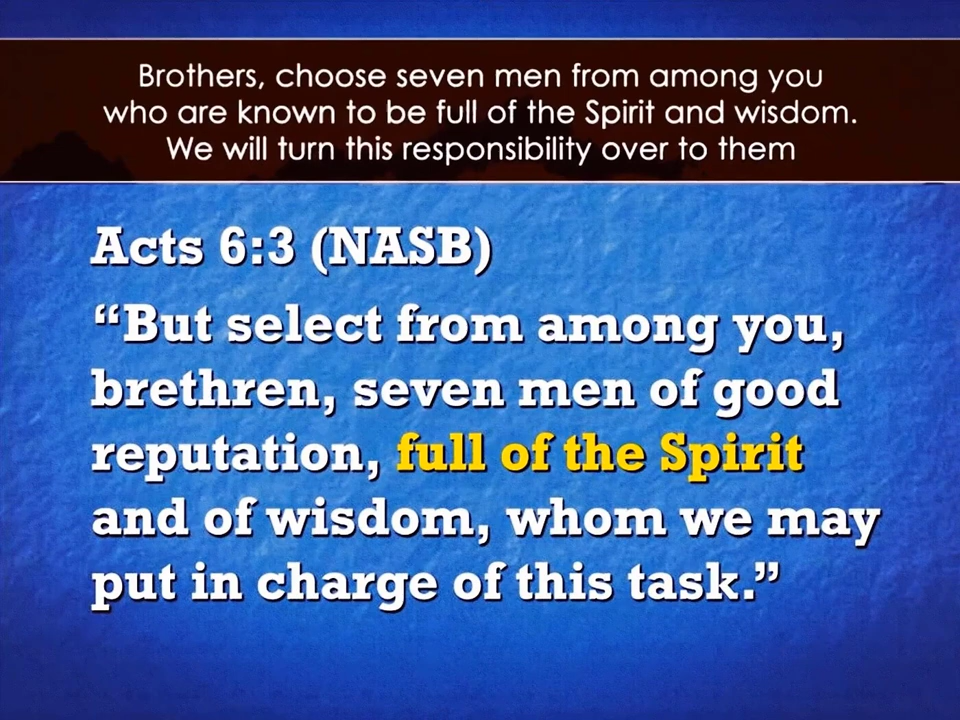 Brothers, choose seven men from among you
who are known to be full of the Spirit and wisdom.
We will turn this responsibility over to them
Acts 6:3 (NASB)
“But select from among you,
brethren, seven men of good
reputation, full of the Spirit
and of wisdom, whom we may
put in charge of this task.”